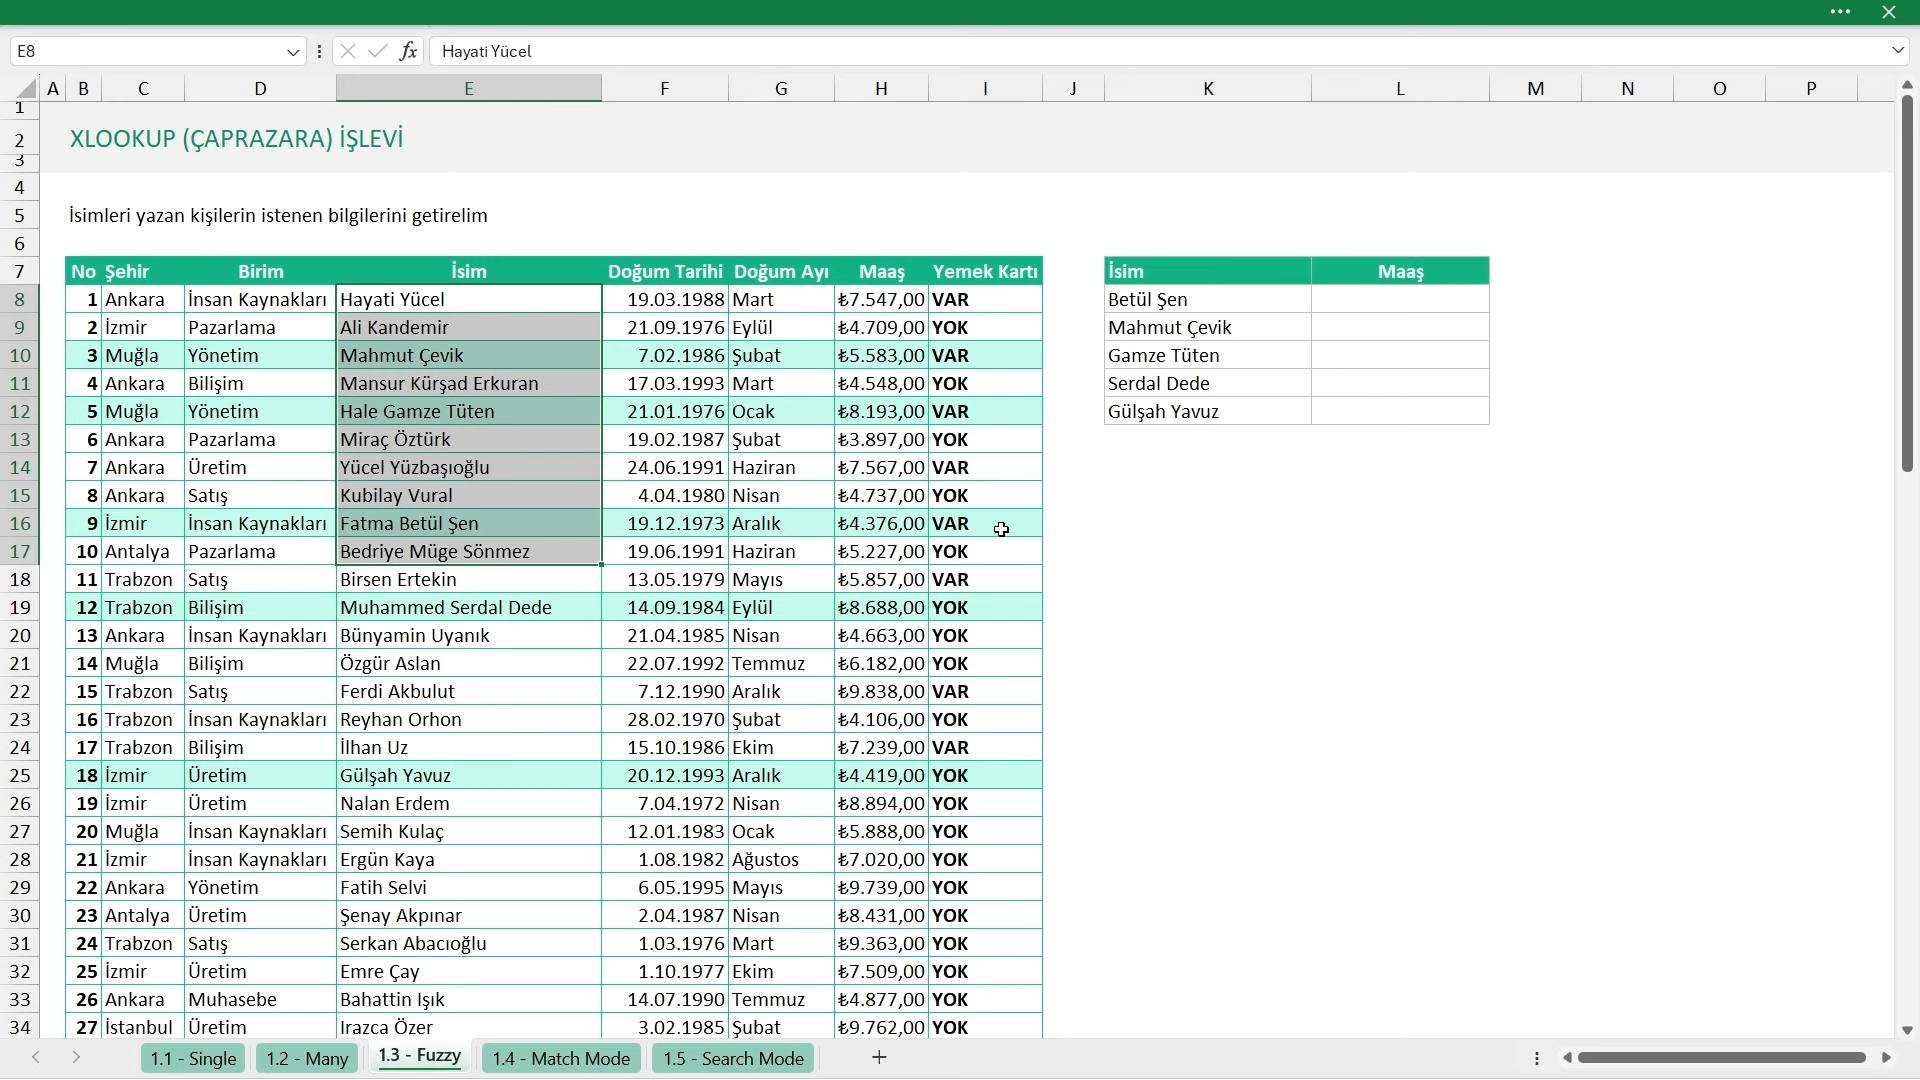 E8
fx
Hayati Yücel
A B C D E F G H I J K L M N O P
1
2 XLOOKUP (ÇAPRAZARA) İŞLEVİ
3
4
5 İsimleri yazan kişilerin istenen bilgilerini getirelim
6
7 No Şehir Birim İsim Doğum Tarihi Doğum Ayı Maaş Yemek Kartı İsim Maaş
8 1 Ankara İnsan Kaynakları Hayati Yücel 19.03.1988 Mart ₺7.547,00 VAR Betül Şen
9 2 İzmir Pazarlama Ali Kandemir 21.09.1976 Eylül ₺4.709,00 YOK Mahmut Çevik
10 3 Muğla Yönetim Mahmut Çevik 7.02.1986 Şubat ₺5.583,00 VAR Gamze Tüten
11 4 Ankara Bilişim Mansur Kürşad Erkuran 17.03.1993 Mart ₺4.548,00 YOK Serdal Dede
12 5 Muğla Yönetim Hale Gamze Tüten 21.01.1976 Ocak ₺8.193,00 VAR Gülşah Yavuz
13 6 Ankara Pazarlama Miraç Öztürk 19.02.1987 Şubat ₺3.897,00 YOK
14 7 Ankara Üretim Yücel Yüzbaşıoğlu 24.06.1991 Haziran ₺7.567,00 VAR
15 8 Ankara Satış Kubilay Vural 4.04.1980 Nisan ₺4.737,00 YOK
16 9 İzmir İnsan Kaynakları Fatma Betül Şen 19.12.1973 Aralık ₺4.376,00 VAR
17 10 Antalya Pazarlama Bedriye Müge Sönmez 19.06.1991 Haziran ₺5.227,00 YOK
18 11 Trabzon Satış Birsen Ertekin 13.05.1979 Mayıs ₺5.857,00 VAR
19 12 Trabzon Bilişim Muhammed Serdal Dede 14.09.1984 Eylül ₺8.688,00 YOK
20 13 Ankara İnsan Kaynakları Bünyamin Uyanık 21.04.1985 Nisan ₺4.663,00 YOK
21 14 Muğla Bilişim Özgür Aslan 22.07.1992 Temmuz ₺6.182,00 YOK
22 15 Trabzon Satış Ferdi Akbulut 7.12.1990 Aralık ₺9.838,00 VAR
23 16 Trabzon İnsan Kaynakları Reyhan Orhon 28.02.1970 Şubat ₺4.106,00 YOK
24 17 Trabzon Bilişim İlhan Uz 15.10.1986 Ekim ₺7.239,00 VAR
25 18 İzmir Üretim Gülşah Yavuz 20.12.1993 Aralık ₺4.419,00 YOK
26 19 İzmir Üretim Nalan Erdem 7.04.1972 Nisan ₺8.894,00 YOK
27 20 Muğla İnsan Kaynakları Semih Kulaç 12.01.1983 Ocak ₺5.888,00 YOK
28 21 İzmir İnsan Kaynakları Ergün Kaya 1.08.1982 Ağustos ₺7.020,00 YOK
29 22 Ankara Yönetim Fatih Selvi 6.05.1995 Mayıs ₺9.739,00 YOK
30 23 Antalya Üretim Şenay Akpınar 2.04.1987 Nisan ₺8.431,00 YOK
31 24 Trabzon Satış Serkan Abacıoğlu 1.03.1976 Mart ₺9.363,00 YOK
32 25 İzmir Üretim Emre Çay 1.10.1977 Ekim ₺7.509,00 YOK
33 26 Ankara Muhasebe Bahattin Işık 14.07.1990 Temmuz ₺4.877,00 YOK
34 27 İstanbul Üretim Irazca Özer 3.02.1985 Şubat ₺9.762,00 YOK
1.1 - Single 1.2 - Many 1.3 - Fuzzy 1.4 - Match Mode 1.5 - Search Mode